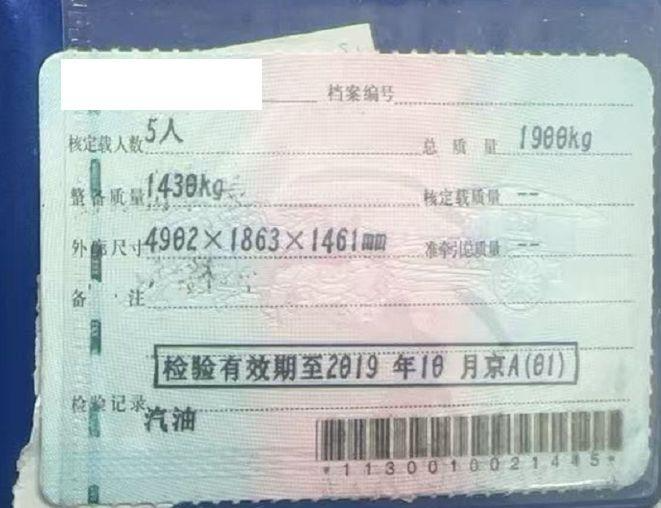 档案编号
核定载人数 5人 总质量 1900kg
整备质量 1430kg 核定载质量 --
外廓尺寸 4902×1863×1461mm 准牵引总质量 --
备注
检验有效期至2019年10月京A(01)
检验记录
汽油
*1130010021445*